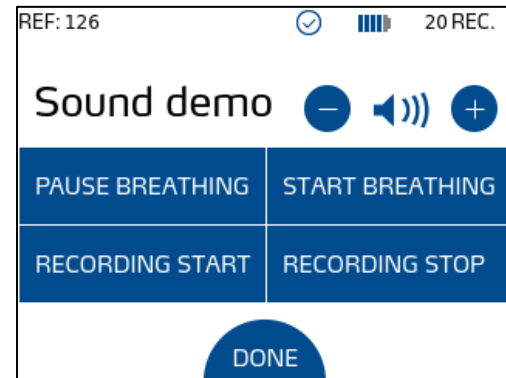 REF: 126 20 REC.
Sound demo
PAUSE BREATHING START BREATHING
RECORDING START RECORDING STOP
DONE